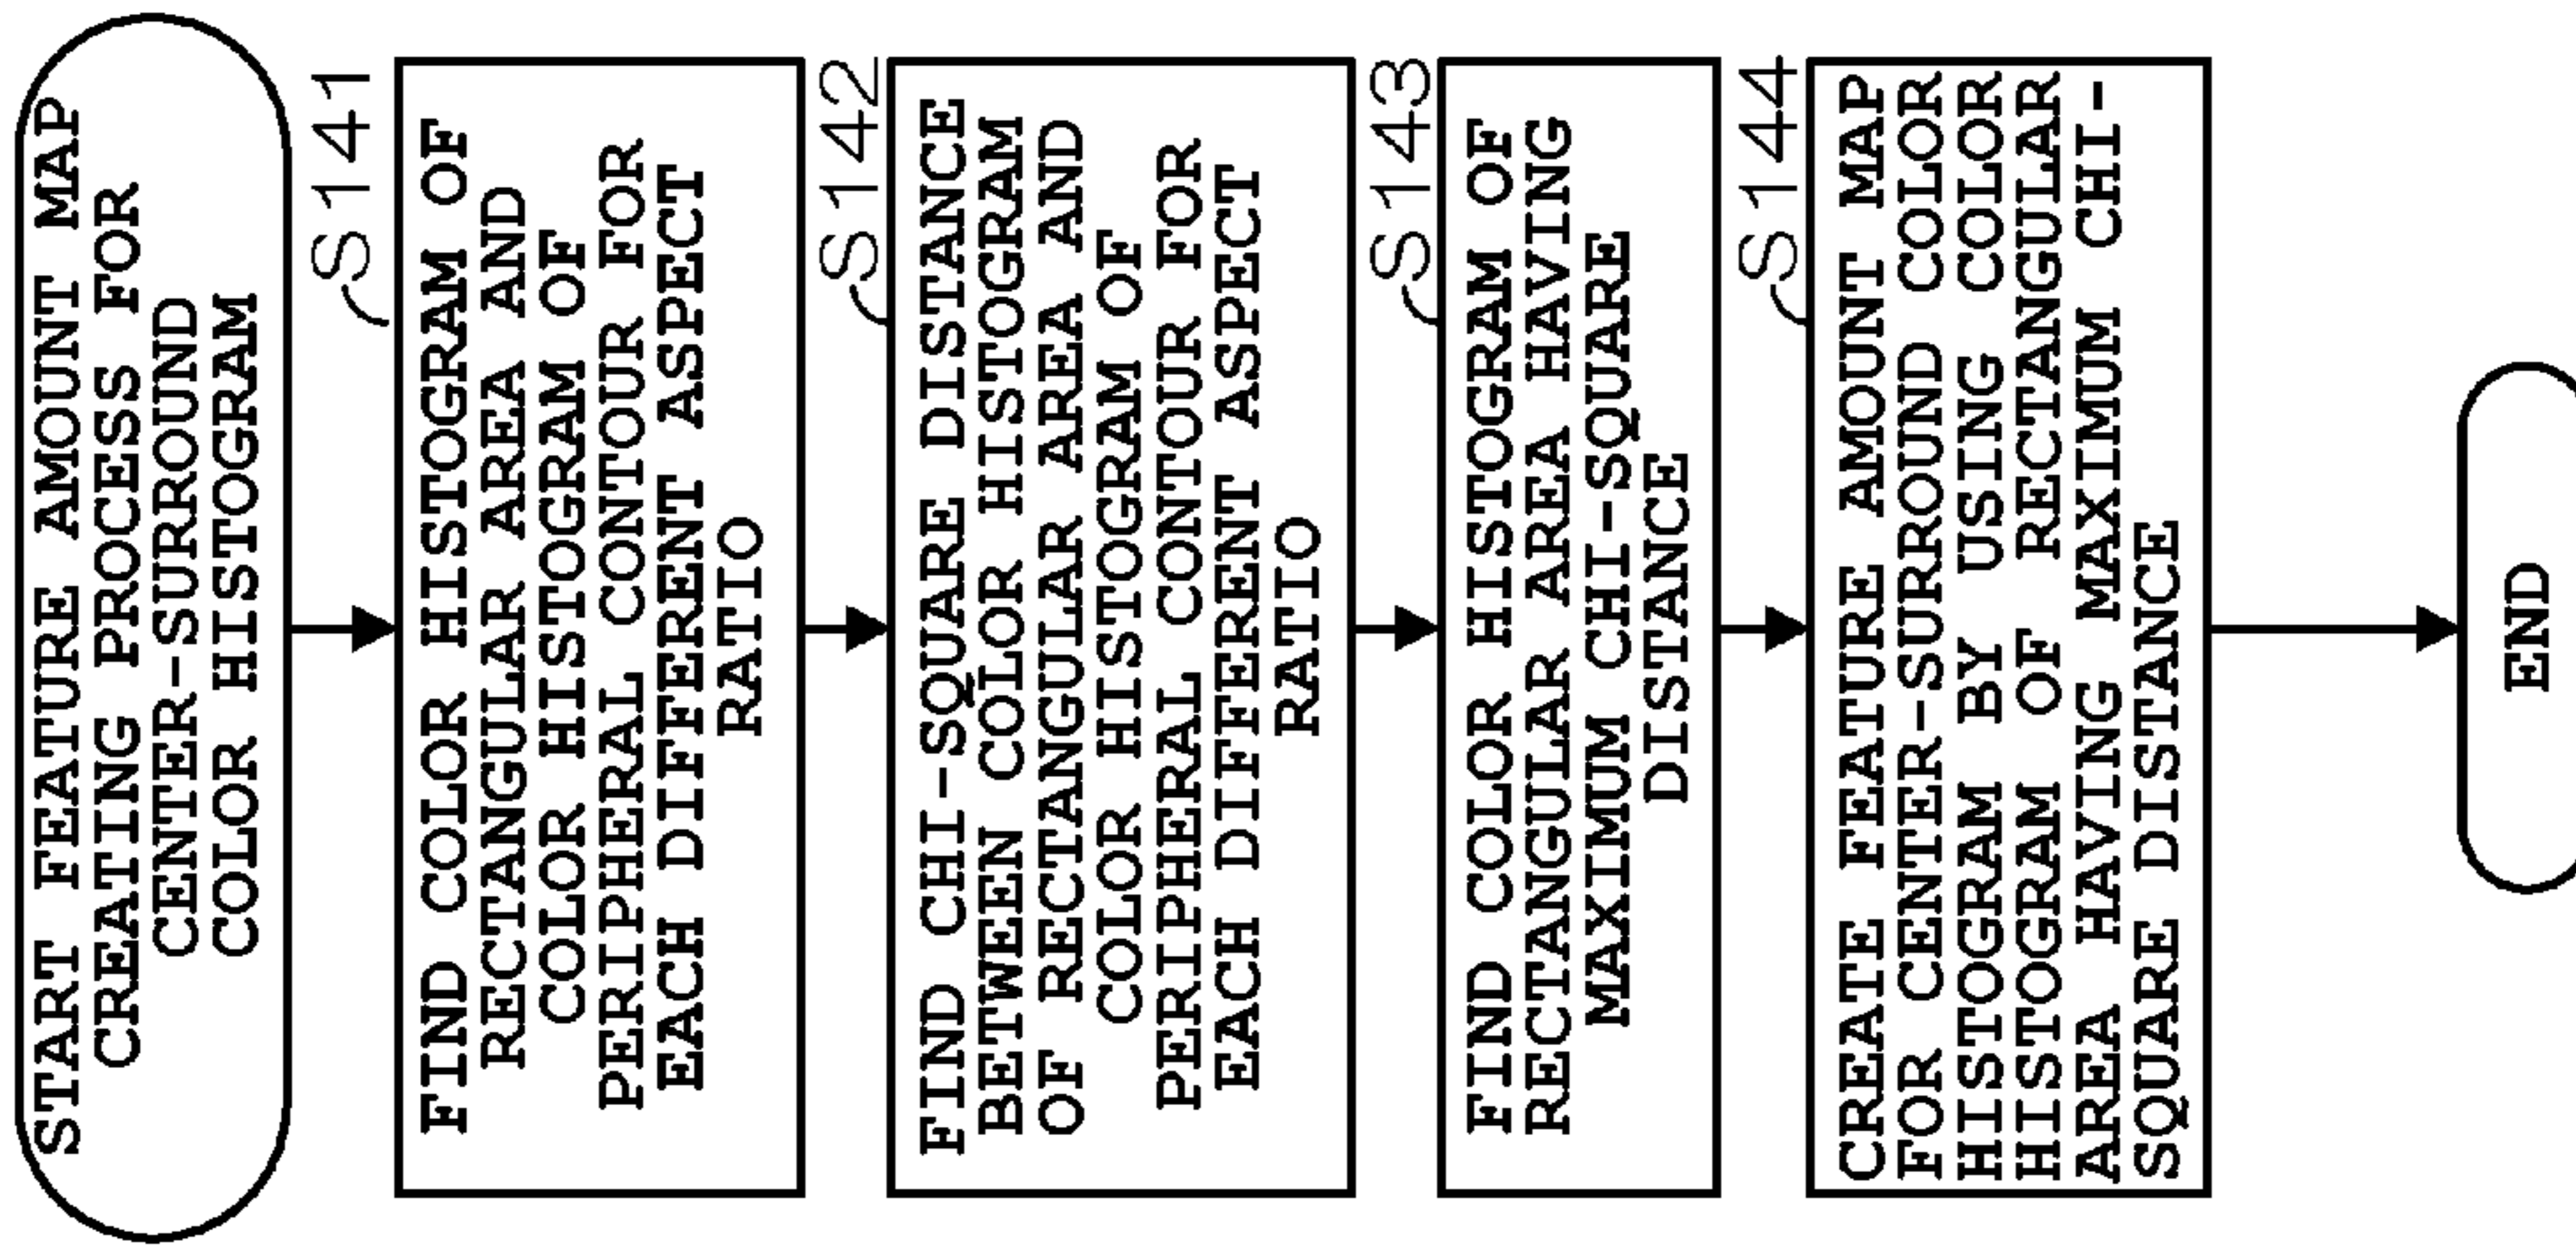 START FEATURE AMOUNT MAP
CREATING PROCESS FOR
CENTER-SURROUND
COLOR HISTOGRAM
S141
FIND COLOR HISTOGRAM OF
RECTANGULAR AREA AND
COLOR HISTOGRAM OF
PERIPHERAL CONTOUR FOR
EACH DIFFERENT ASPECT
RATIO
S142
FIND CHI-SQUARE DISTANCE
BETWEEN COLOR HISTOGRAM
OF RECTANGULAR AREA AND
COLOR HISTOGRAM OF
PERIPHERAL CONTOUR FOR
EACH DIFFERENT ASPECT
RATIO
S143
FIND COLOR HISTOGRAM OF
RECTANGULAR AREA HAVING
MAXIMUM CHI-SQUARE
DISTANCE
S144
CREATE FEATURE AMOUNT MAP
FOR CENTER-SURROUND COLOR
HISTOGRAM BY USING COLOR
HISTOGRAM OF RECTANGULAR
AREA HAVING MAXIMUM CHI-
SQUARE DISTANCE
END